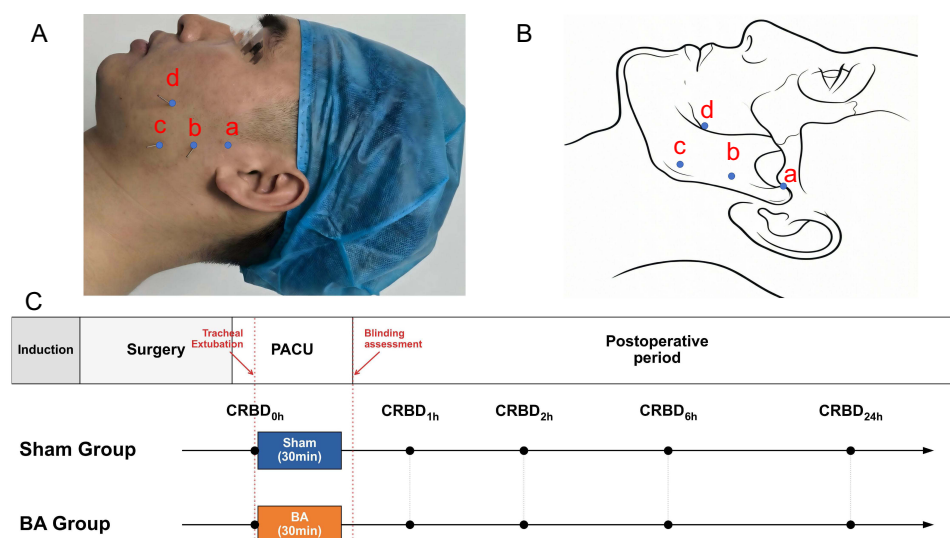 A
d
c
b
a
B
d
c
b
a
C
Induction
Surgery
Tracheal
Extubation
PACU
Blinding
assessment
Postoperative
period
CRBD0h
CRBD1h
CRBD2h
CRBD6h
CRBD24h
Sham Group
Sham
(30min)
BA Group
BA
(30min)